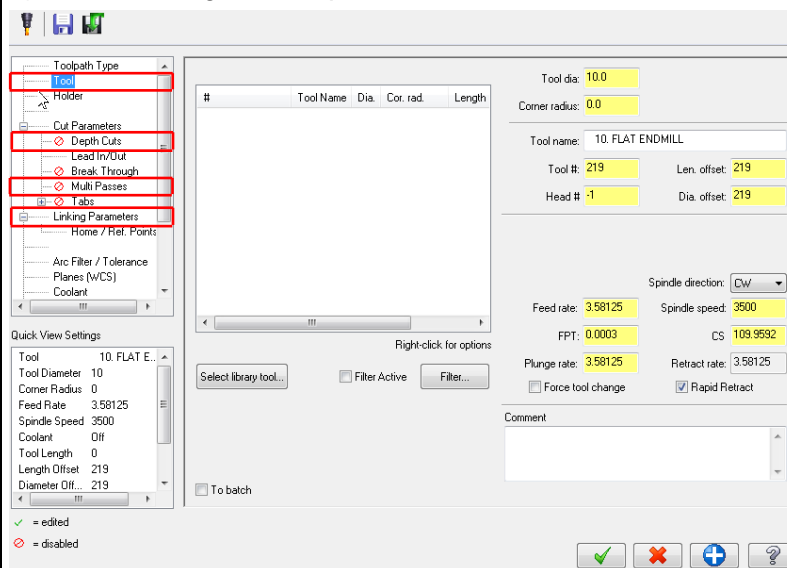 Toolpath Type
Tool
Holder
Cut Parameters
Depth Cuts
Lead In/Out
Break Through
Multi Passes
Tabs
Linking Parameters
Home / Ref. Points
Arc Filter / Tolerance
Planes (WCS)
Coolant
Quick View Settings
Tool 10. FLAT E...
Tool Diameter 10
Corner Radius 0
Feed Rate 3.58125
Spindle Speed 3500
Coolant Off
Tool Length 0
Length Offset 219
Diameter Off... 219
✓ = edited
= disabled
# Tool Name Dia. Cor. rad. Length
Right-click for options
Select library tool... Filter Active Filter...
To batch
Tool dia: 10.0
Corner radius: 0.0
Tool name: 10. FLAT ENDMILL
Tool #: 219 Len. offset: 219
Head # -1 Dia. offset: 219
Spindle direction: CW
Feed rate: 3.58125 Spindle speed: 3500
FPT: 0.0003 CS 109.9592
Plunge rate: 3.58125 Retract rate: 3.58125
Force tool change Rapid Retract
Comment